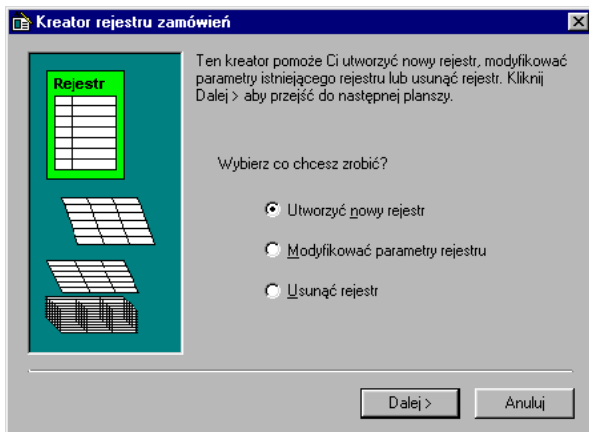 Kreator rejestru zamówień
Rejestr
Ten kreator pomoże Ci utworzyć nowy rejestr, modyfikować
parametry istniejącego rejestru lub usunąć rejestr. Kliknij
Dalej > aby przejść do następnej planszy.
Wybierz co chcesz zrobić?
Utworzyć nowy rejestr
Modyfikować parametry rejestru
Usunąć rejestr
Dalej >
Anuluj